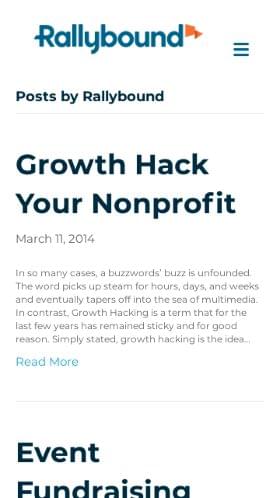 Rallybound
Posts by Rallybound
Growth Hack
Your Nonprofit
March 11, 2014
In so many cases, a buzzwords’ buzz is unfounded.
The word picks up steam for hours, days, and weeks
and eventually tapers off into the sea of multimedia.
In contrast, Growth Hacking is a term that for the
last few years has remained sticky and for good
reason. Simply stated, growth hacking is the idea…
Read More
Event
Fundraising